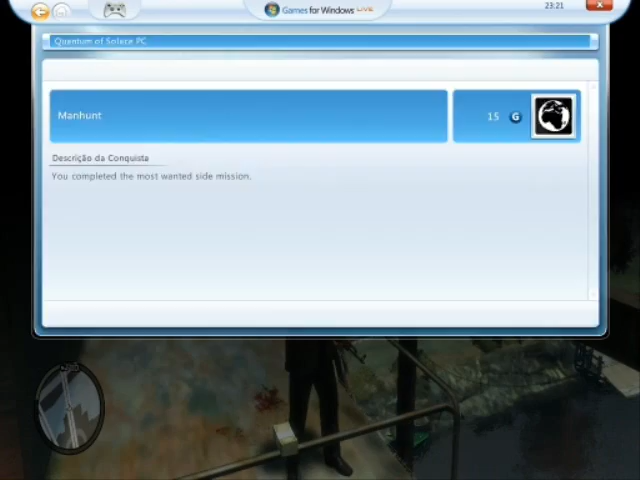 Games for Windows LIVE
23:21
Quantum of Solace PC
Manhunt
15 G
Descrição da Conquista
You completed the most wanted side mission.